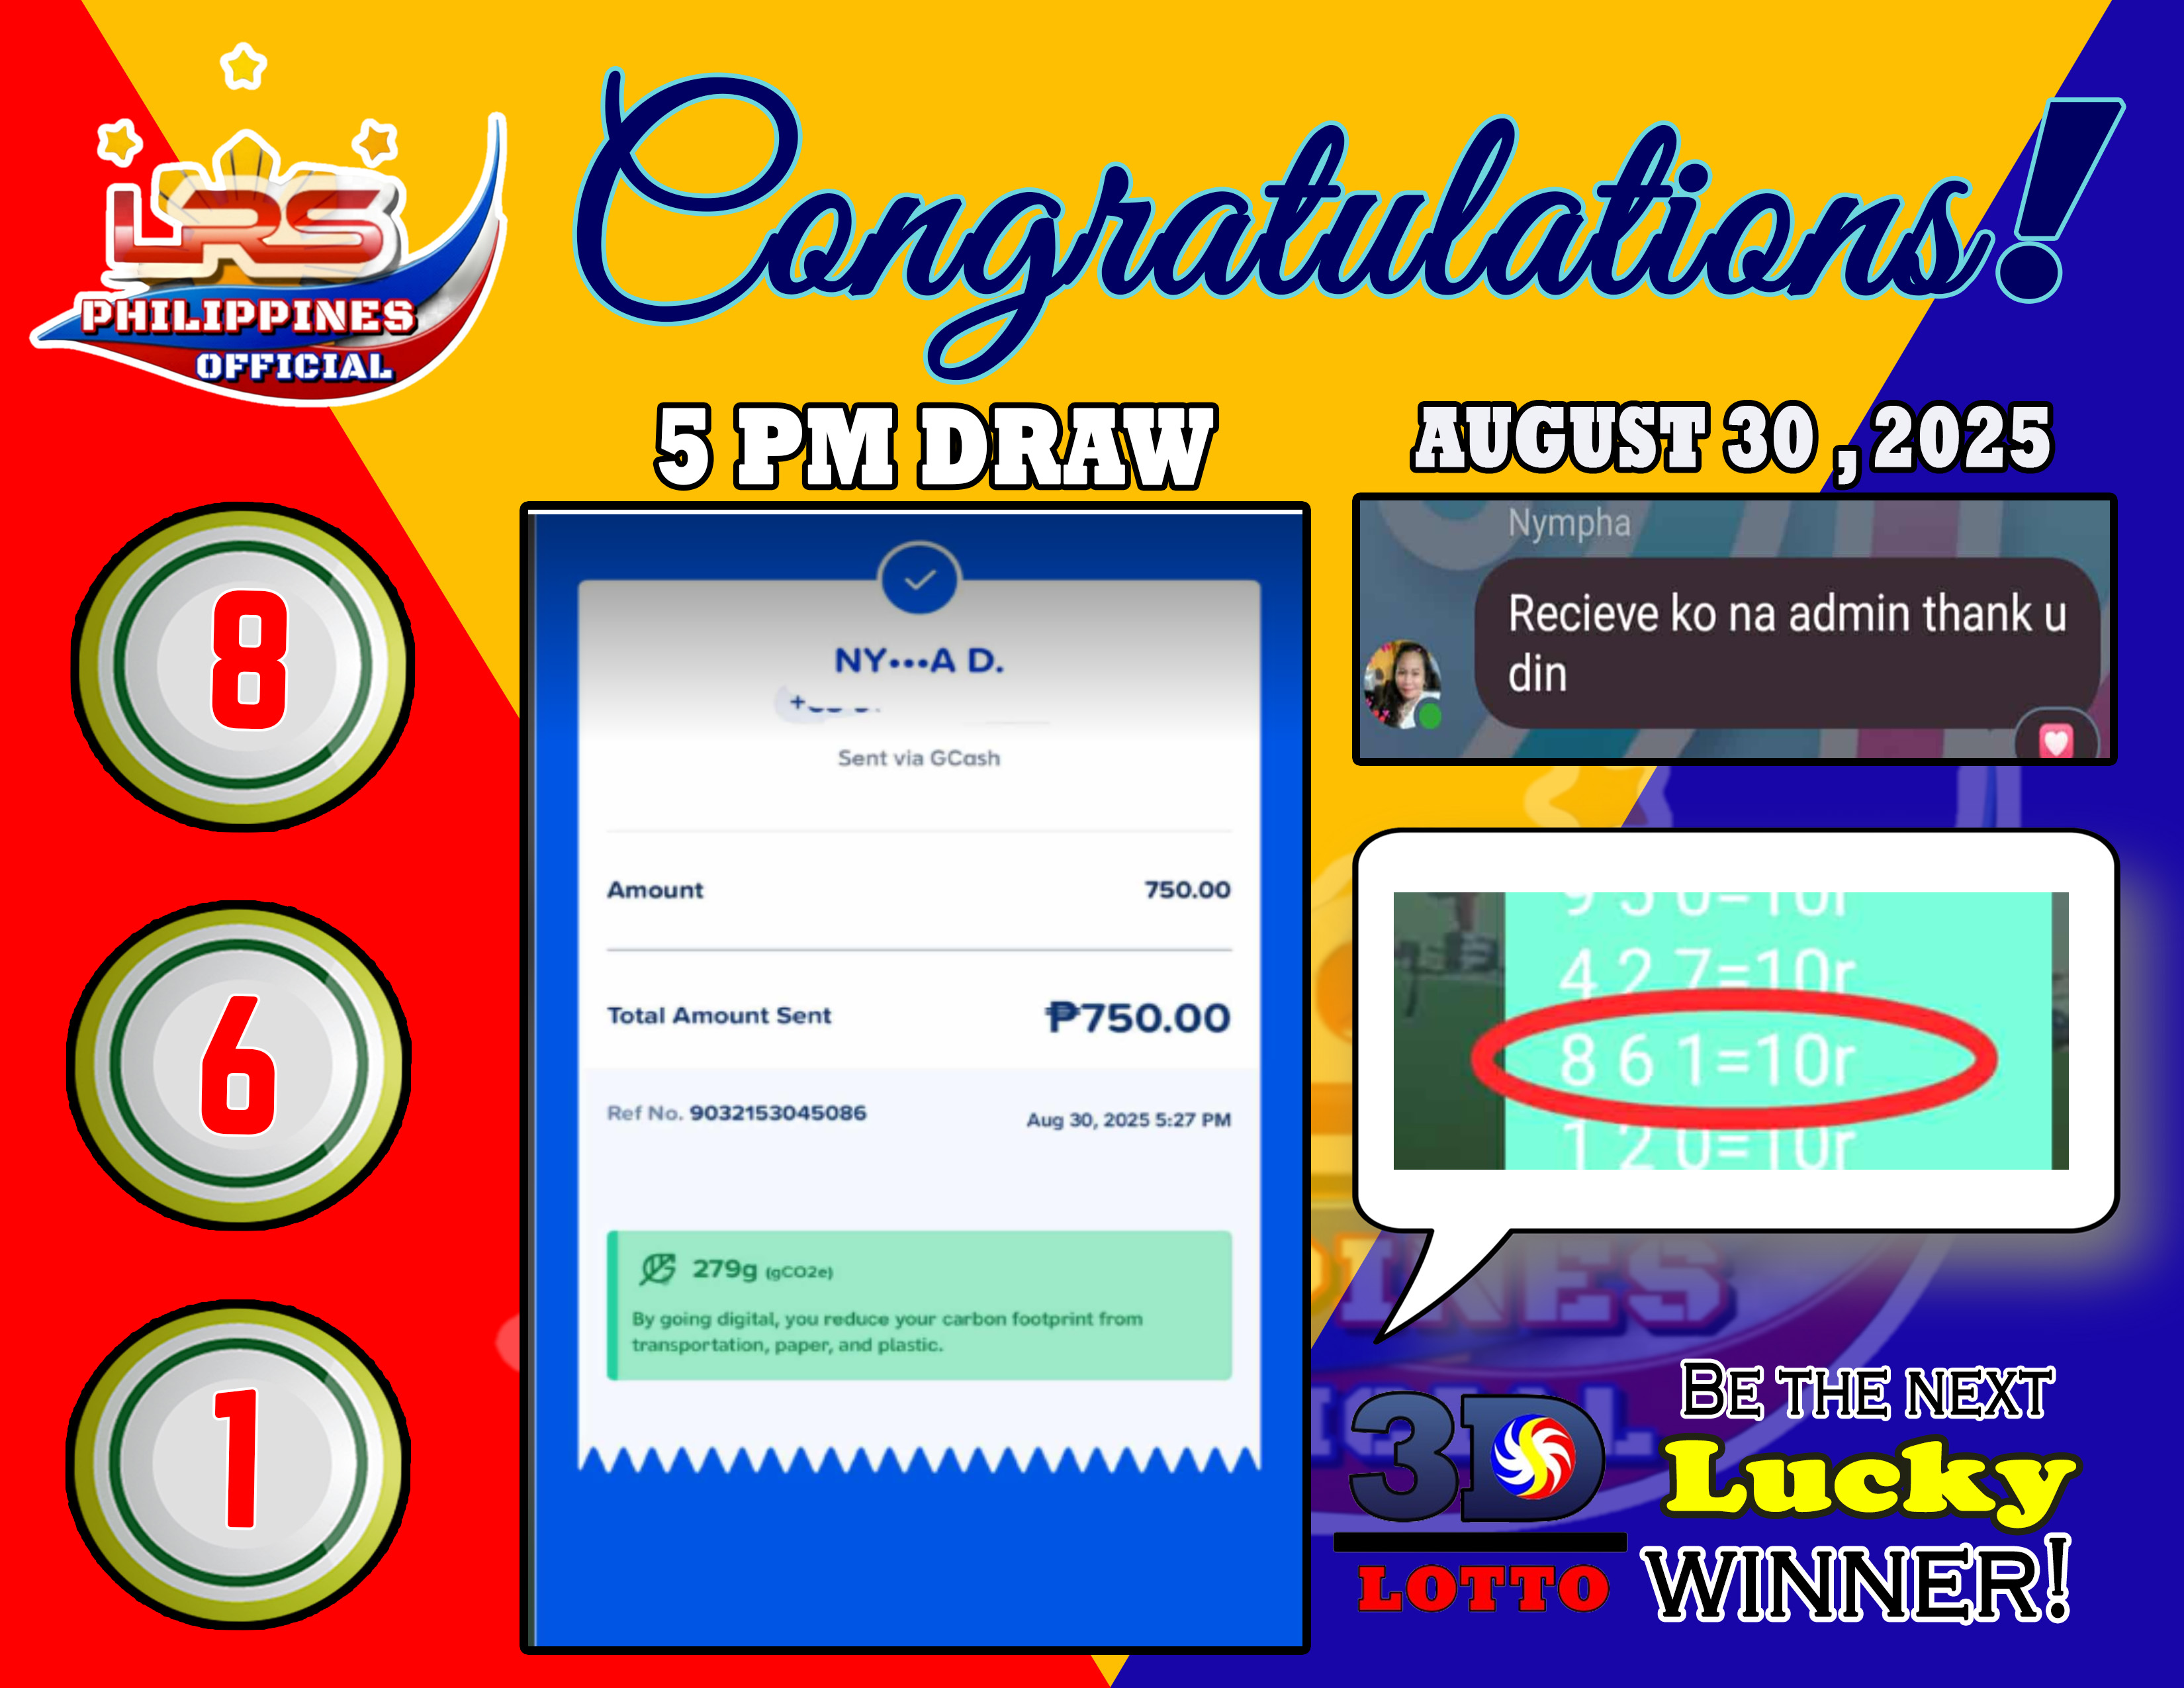 Congratulations!
LRS
PHILIPPINES
OFFICIAL
5 PM DRAW
AUGUST 30 , 2025
8
6
1
NY•••A D.
Sent via GCash
Amount 750.00
Total Amount Sent ₱750.00
Ref No. 9032153045086 Aug 30, 2025 5:27 PM
279g (gCO2e)
By going digital, you reduce your carbon footprint from
transportation, paper, and plastic.
Nympha
Recieve ko na admin thank u
din
4 2 7=10r
8 6 1=10r
1 2 0=10r
3D
LOTTO
BE THE NEXT
Lucky
WINNER!